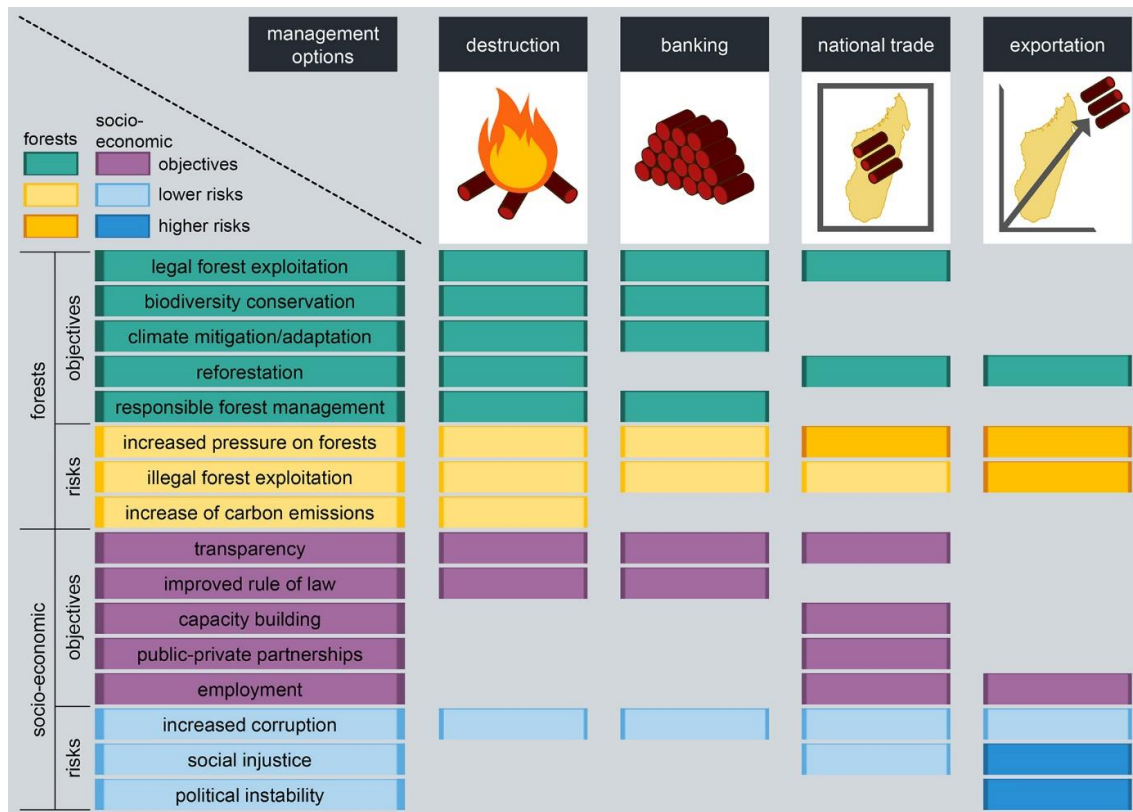 management
options
destruction
banking
national trade
exportation
forests
socio-
economic
objectives
lower risks
higher risks
forests
objectives
legal forest exploitation
biodiversity conservation
climate mitigation/adaptation
reforestation
responsible forest management
risks
increased pressure on forests
illegal forest exploitation
increase of carbon emissions
socio-economic
objectives
transparency
improved rule of law
capacity building
public-private partnerships
employment
risks
increased corruption
social injustice
political instability